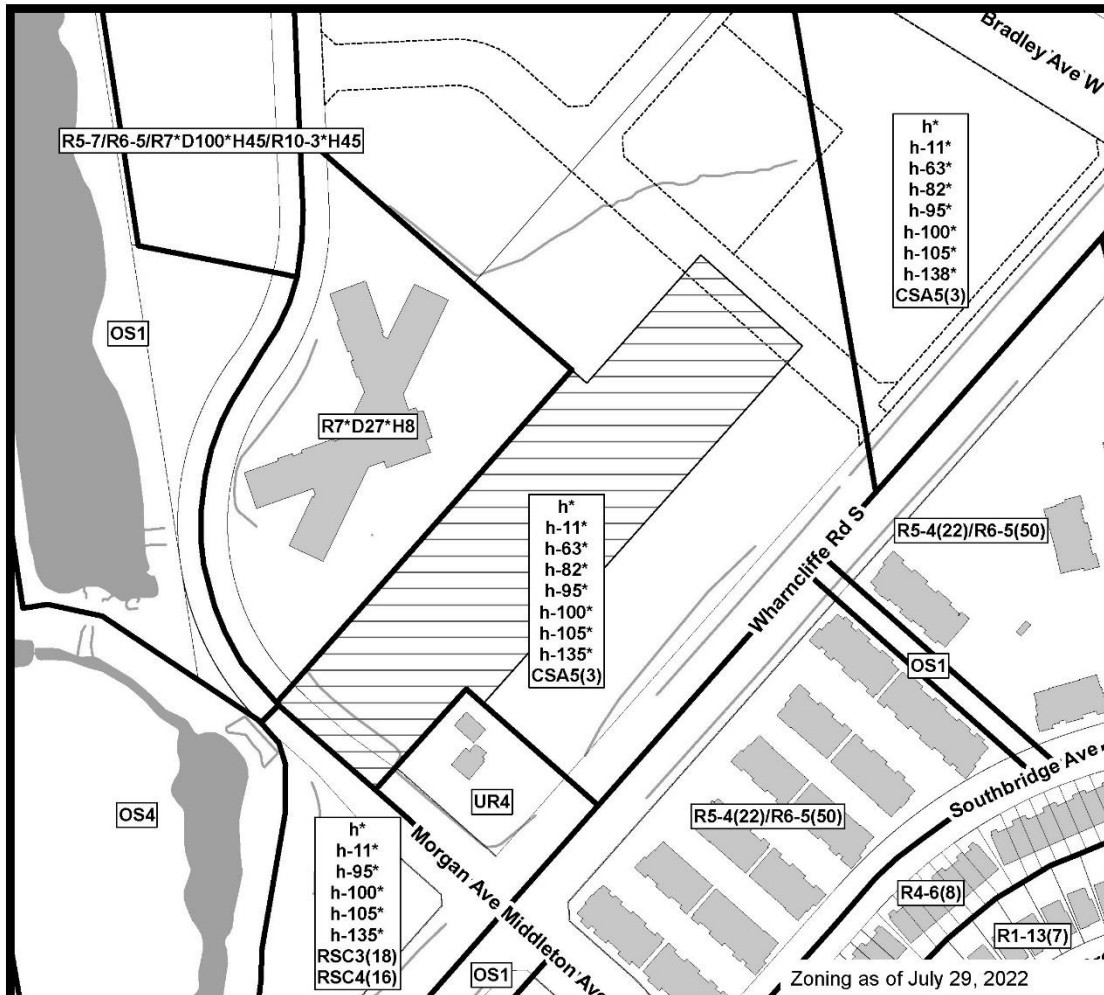 Bradley Ave W
R5-7/R6-5/R7*D100*H45/R10-3*H45
h*
h-11*
h-63*
h-82*
h-95*
h-100*
h-105*
h-138*
CSA5(3)
OS1
R7*D27*H8
h*
h-11*
h-63*
h-82*
h-95*
h-100*
h-105*
h-135*
CSA5(3)
Wharncliffe Rd S
R5-4(22)/R6-5(50)
OS1
OS4
UR4
R5-4(22)/R6-5(50)
Southbridge Ave
h*
h-11*
h-95*
h-100*
h-105*
h-135*
RSC3(18)
RSC4(16)
Morgan Ave
Middleton Ave
R4-6(8)
R1-13(7)
OS1
Zoning as of July 29, 2022